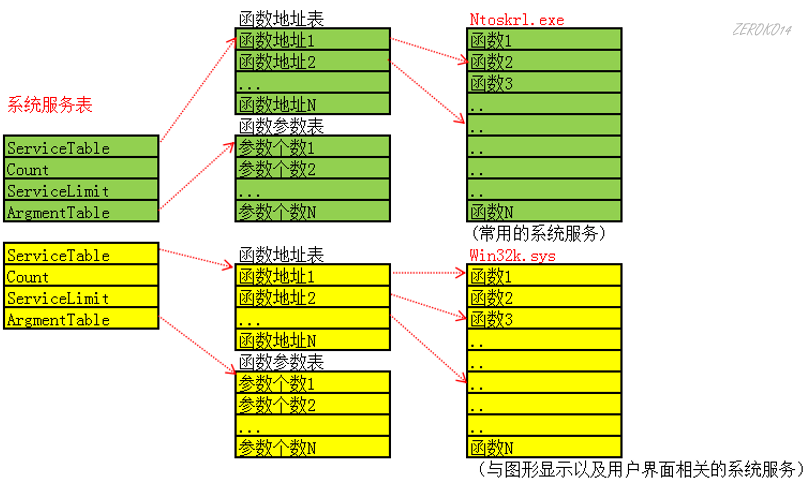 ZEROKO14
系统服务表
ServiceTable
Count
ServiceLimit
ArgmentTable
函数地址表
函数地址1
函数地址2
...
函数地址N
函数参数表
参数个数1
参数个数2
...
参数个数N
Ntoskrl.exe
函数1
函数2
函数3
..
..
..
..
..
函数N
(常用的系统服务)
ServiceTable
Count
ServiceLimit
ArgmentTable
函数地址表
函数地址1
函数地址2
...
函数地址N
函数参数表
参数个数1
参数个数2
...
参数个数N
Win32k.sys
函数1
函数2
函数3
..
..
..
..
..
函数N
(与图形显示以及用户界面相关的系统服务)